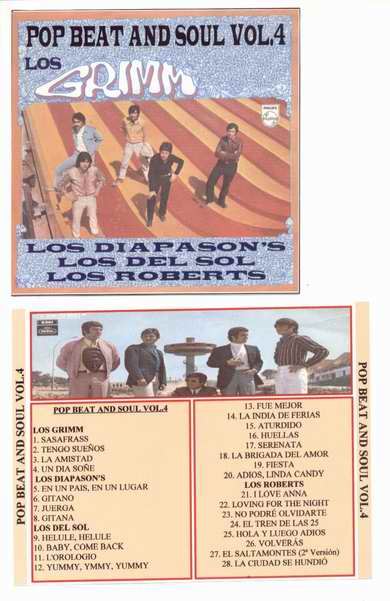 POP BEAT AND SOUL VOL.4
LOS
GRIMM
PHILIPS
LOS DIAPASON'S
LOS DEL SOL
LOS ROBERTS
POP BEAT AND SOUL VOL.4
POP BEAT AND SOUL VOL.4
LOS GRIMM
1. SASAFRASS
2. TENGO SUEÑOS
3. LA AMISTAD
4. UN DIA SOÑE
LOS DIAPASON's
5. EN UN PAIS, EN UN LUGAR
6. GITANO
7. JUERGA
8. GITANA
LOS DEL SOL
9. HELULE, HELULE
10. BABY, COME BACK
11. L'OROLOGIO
12. YUMMY, YMMY, YUMMY
13. FUE MEJOR
14. LA INDIA DE FERIAS
15. ATURDIDO
16. HUELLAS
17. SERENATA
18. LA BRIGADA DEL AMOR
19. FIESTA
20. ADIOS, LINDA CANDY
LOS ROBERTS
21. I LOVE ANNA
22. LOVING FOR THE NIGHT
23. NO PODRÉ OLVIDARTE
24. EL TREN DE LAS 25
25. HOLA Y LUEGO ADIOS
26. VOLVERÁS
27. EL SALTAMONTES (2ª Versión)
28. LA CIUDAD SE HUNDIÓ
POP BEAT AND SOUL VOL.4